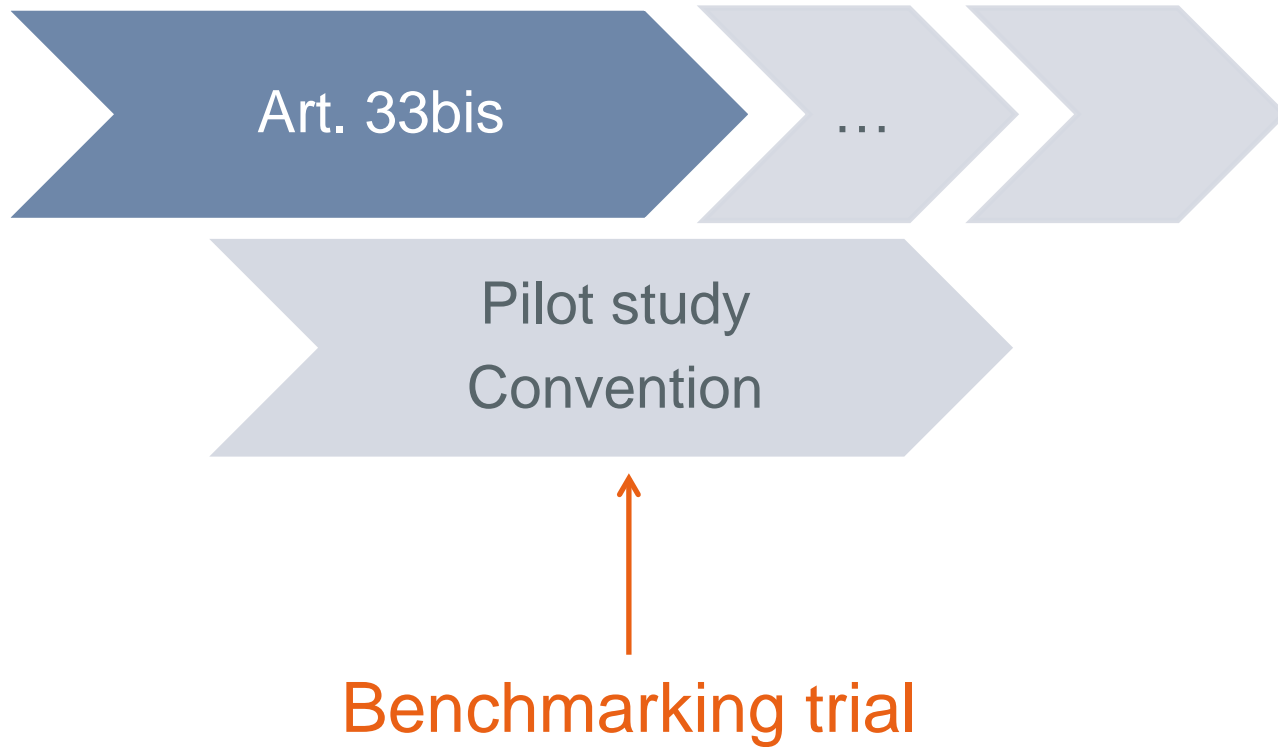 Art. 33bis
…
Pilot study
Convention
Benchmarking trial